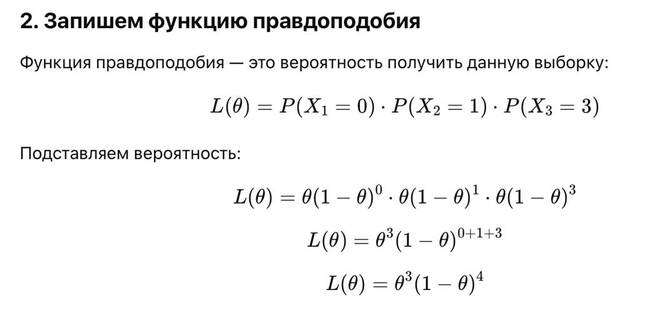 2. Запишем функцию правдоподобия
Функция правдоподобия — это вероятность получить данную выборку:
L(θ) = P(X₁ = 0) · P(X₂ = 1) · P(X₃ = 3)
Подставляем вероятность:
L(θ) = θ(1 − θ)⁰ · θ(1 − θ)¹ · θ(1 − θ)³
L(θ) = θ³(1 − θ)⁰⁺¹⁺³
L(θ) = θ³(1 − θ)⁴